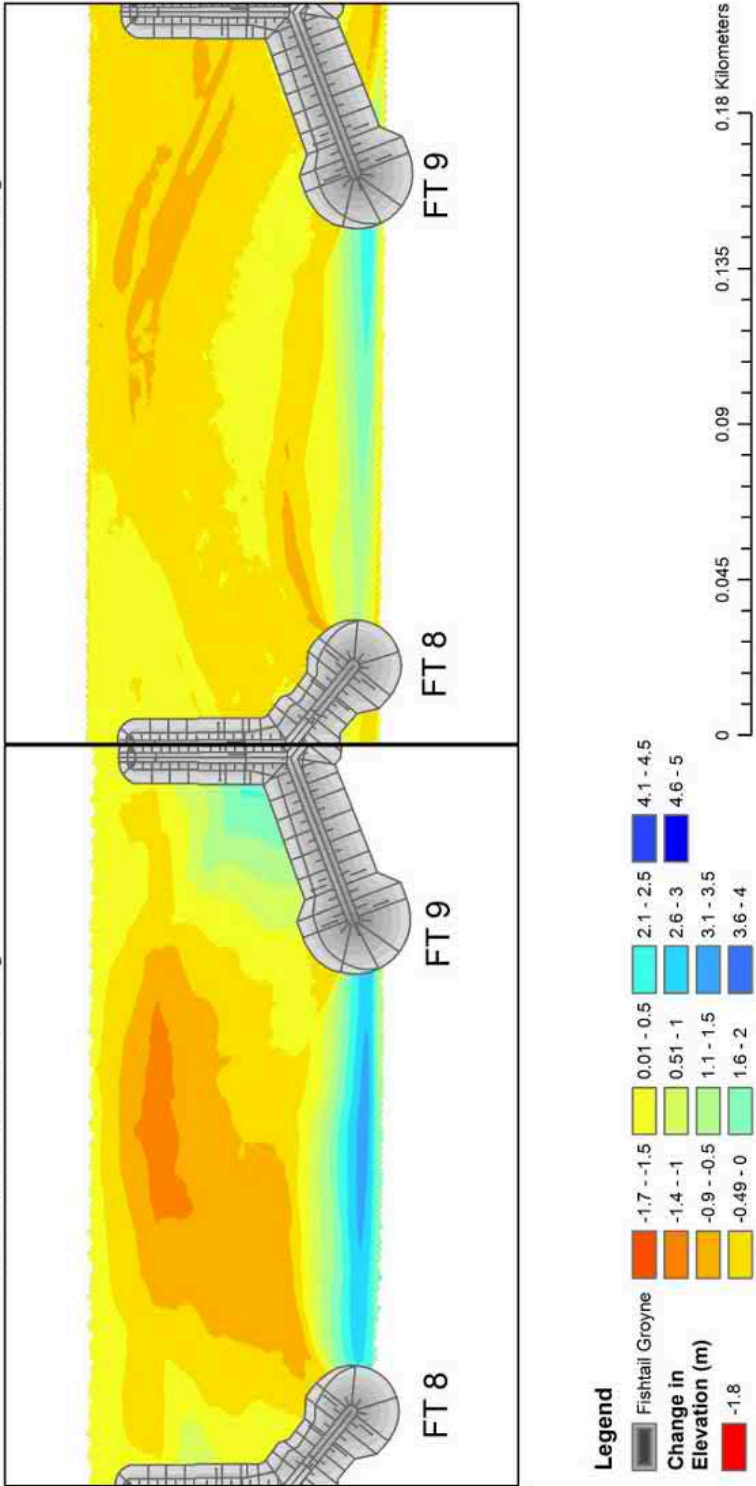 FT 8
FT 9
FT 8
FT 9
Legend
Fishtail Groyne
Change in
Elevation (m)
-1.8
-1.7 - -1.5
-1.4 - -1
-0.9 - -0.5
-0.49 - 0
0.01 - 0.5
0.51 - 1
1.1 - 1.5
1.6 - 2
2.1 - 2.5
2.6 - 3
3.1 - 3.5
3.6 - 4
4.1 - 4.5
4.6 - 5
0 0.045 0.09 0.135 0.18 Kilometers